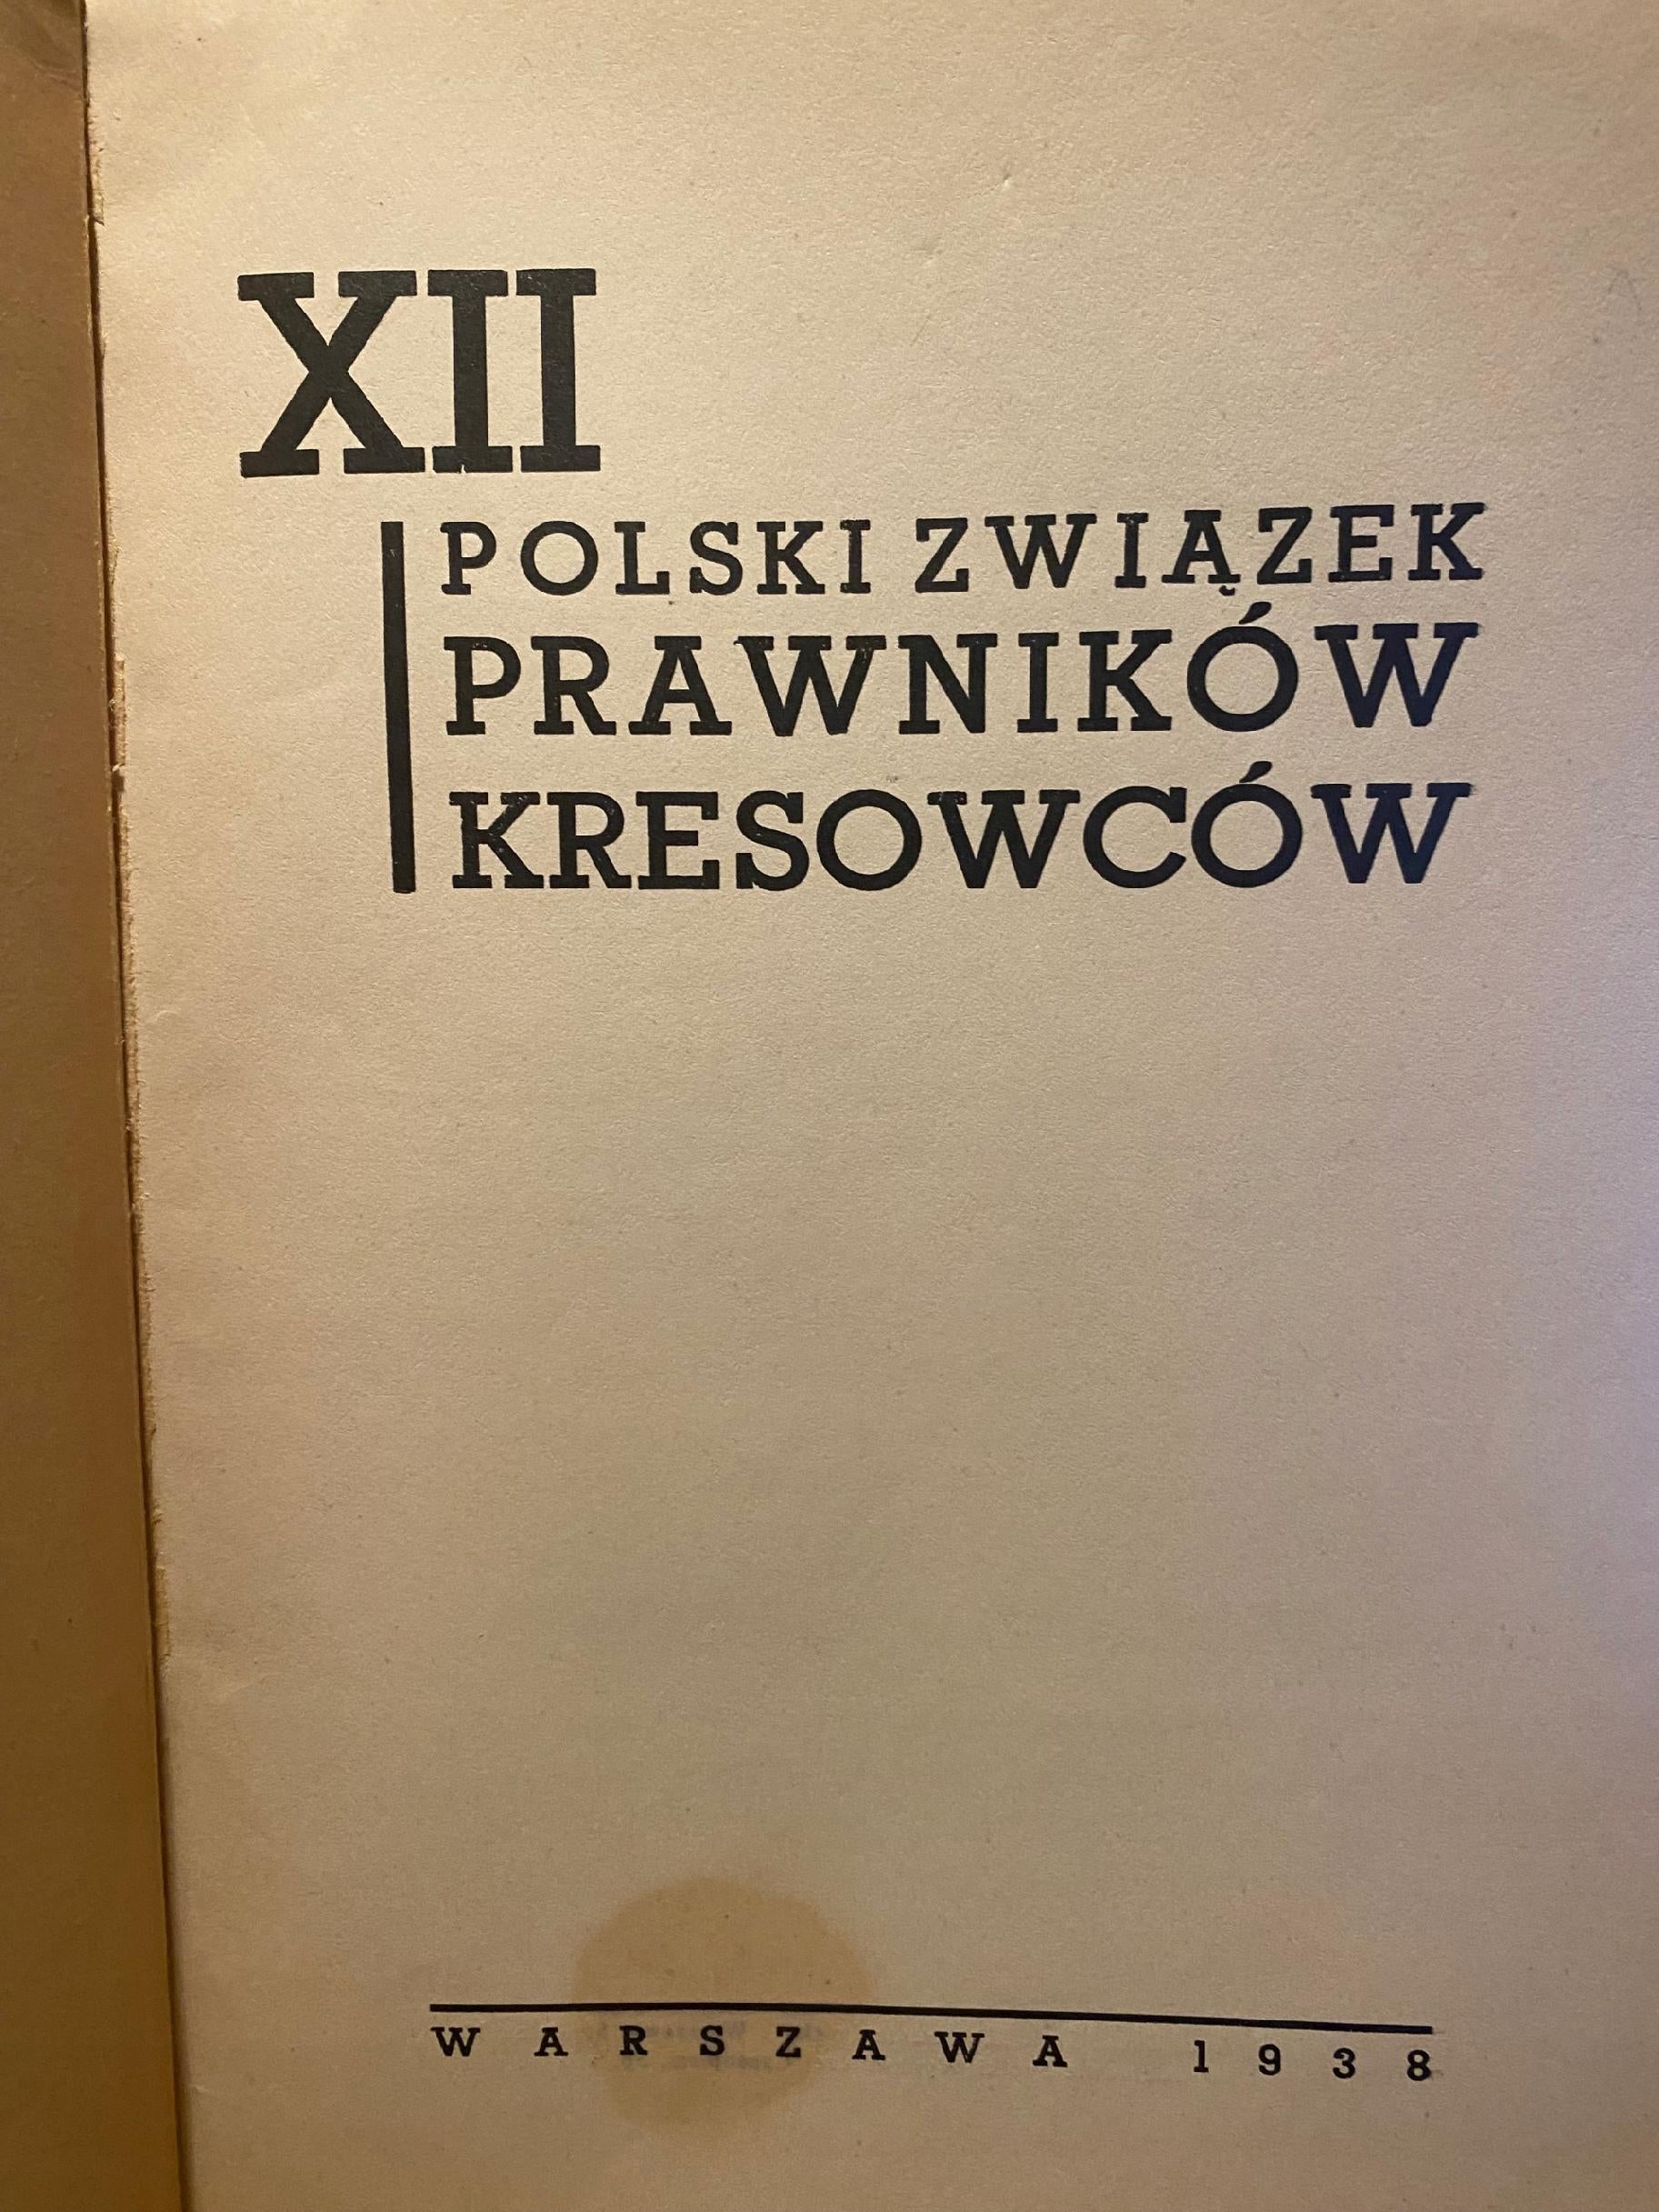 XII
POLSKI ZWIĄZEK
PRAWNIKÓW
KRESOWCÓW
WARSZAWA 1938